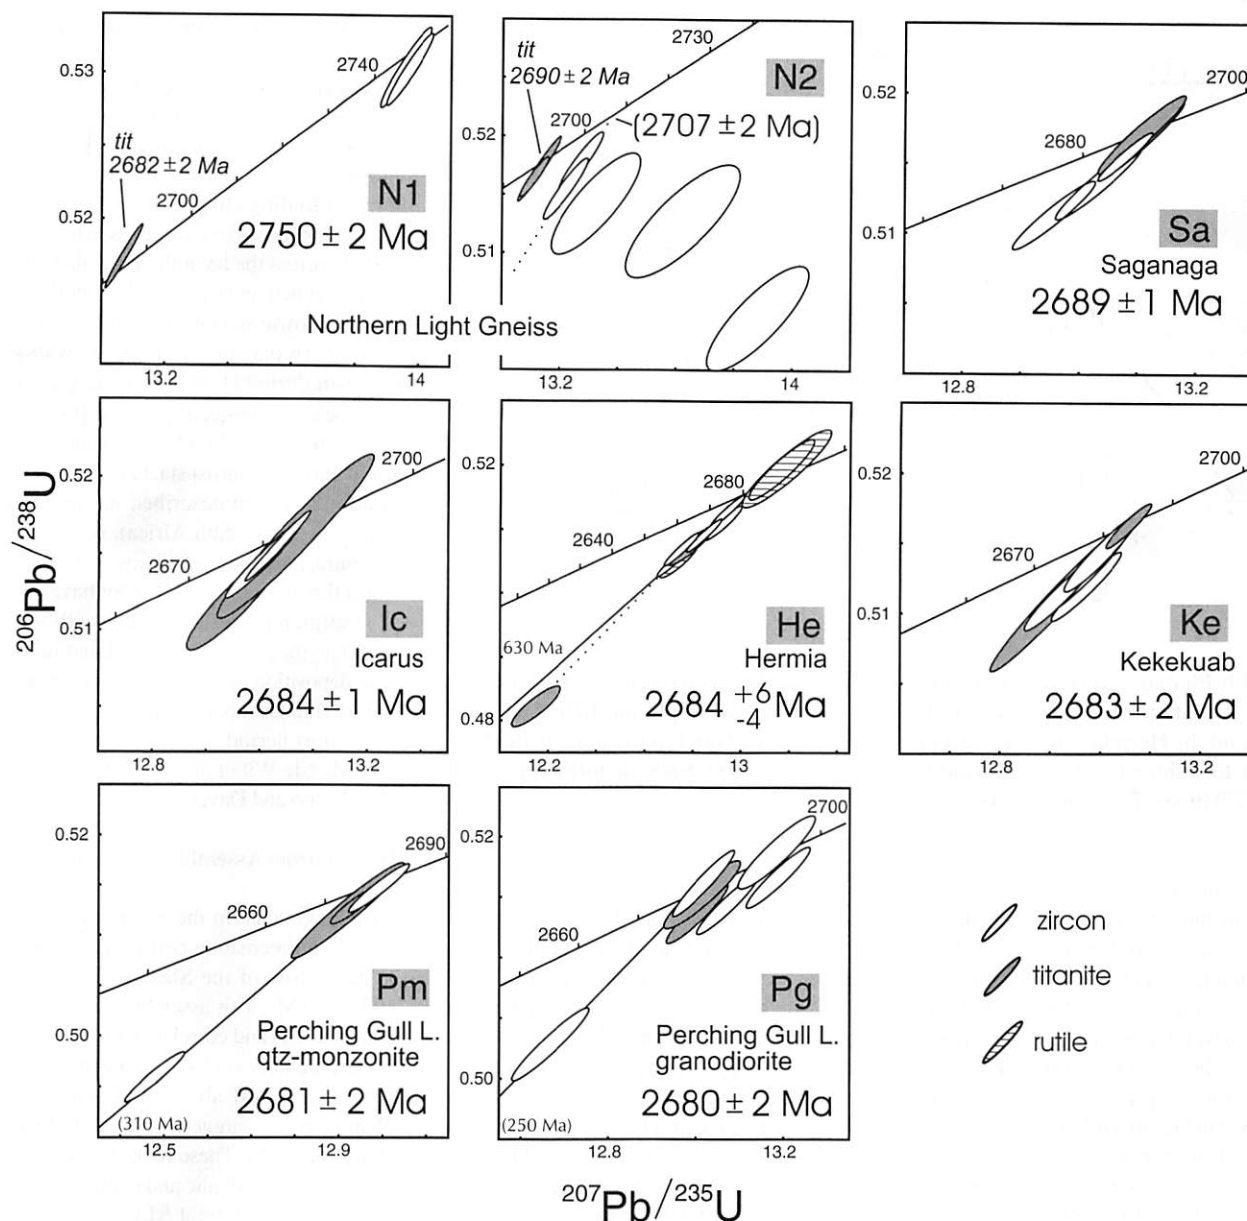 206Pb/238U
207Pb/235U
0.53
0.52
13.2
14
2740
2700
tit
2682 ± 2 Ma
N1
2750 ± 2 Ma
0.52
0.51
13.2
14
2730
2700
tit
2690 ± 2 Ma
N2
(2707 ± 2 Ma)
Northern Light Gneiss
0.52
0.51
12.8
13.2
2700
2680
Sa
Saganaga
2689 ± 1 Ma
0.52
0.51
12.8
13.2
2700
2670
Ic
Icarus
2684 ± 1 Ma
0.52
0.48
12.2
13
2680
2640
630 Ma
He
Hermia
2684 +6 -4 Ma
0.52
0.51
12.8
13.2
2700
2670
Ke
Kekekuab
2683 ± 2 Ma
0.52
0.50
12.5
12.9
2690
2660
Pm
Perching Gull L.
qtz-monzonite
2681 ± 2 Ma
(310 Ma)
0.52
0.50
12.8
13.2
2700
2660
Pg
Perching Gull L.
granodiorite
2680 ± 2 Ma
(250 Ma)
zircon
titanite
rutile